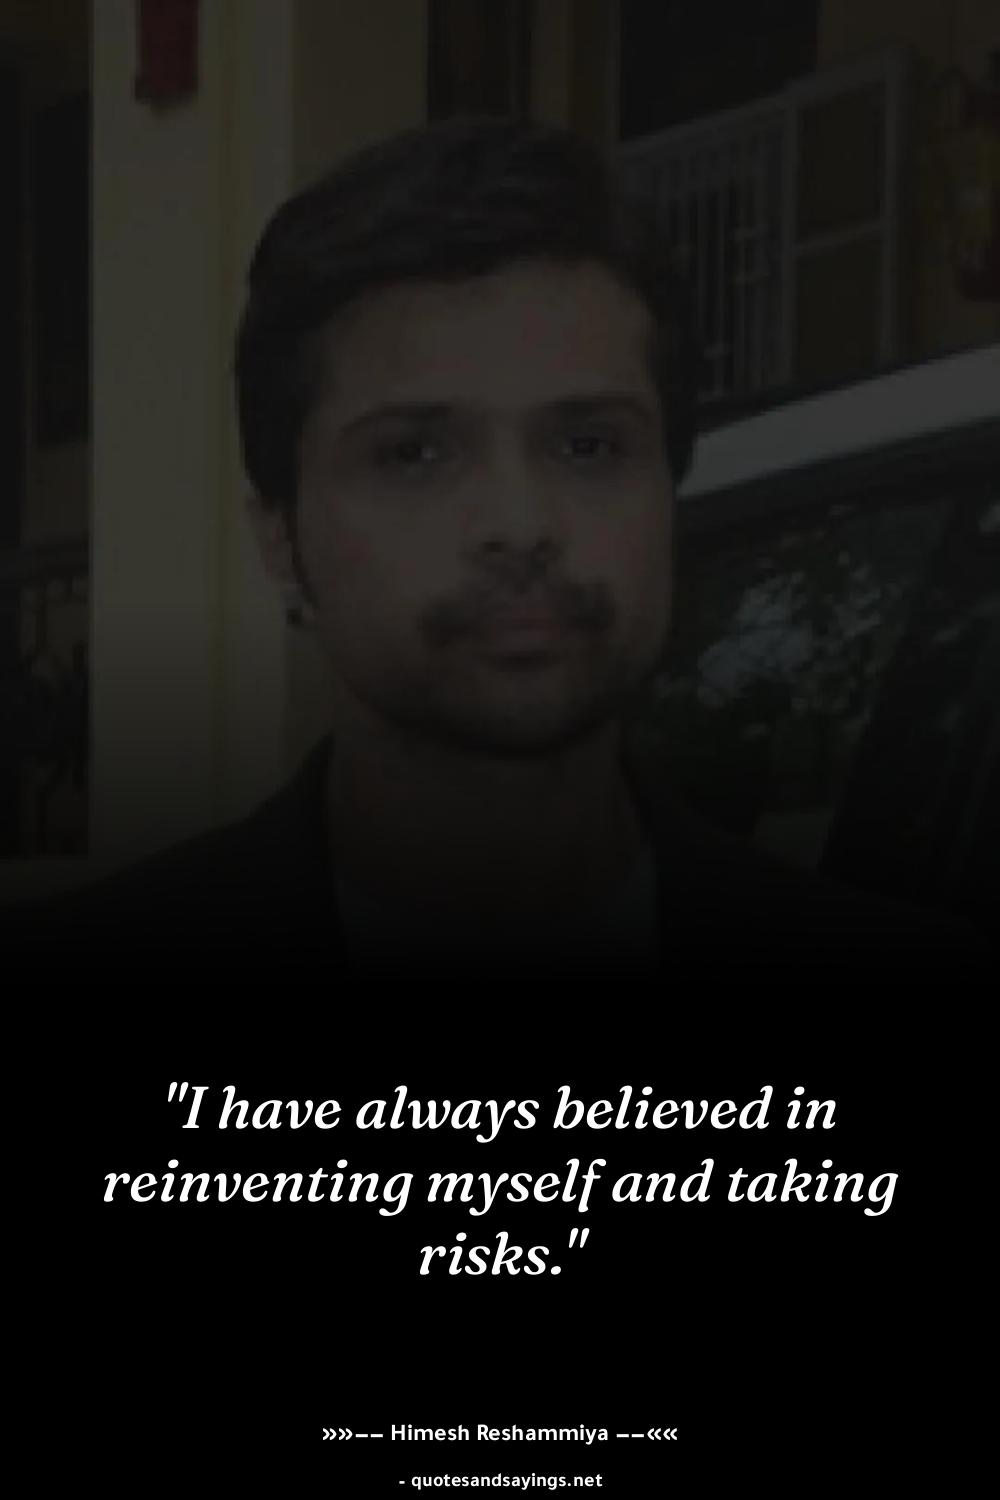 "I have always believed in
reinventing myself and taking
risks."
»»–– Himesh Reshammiya ––««
- quotesandsayings.net